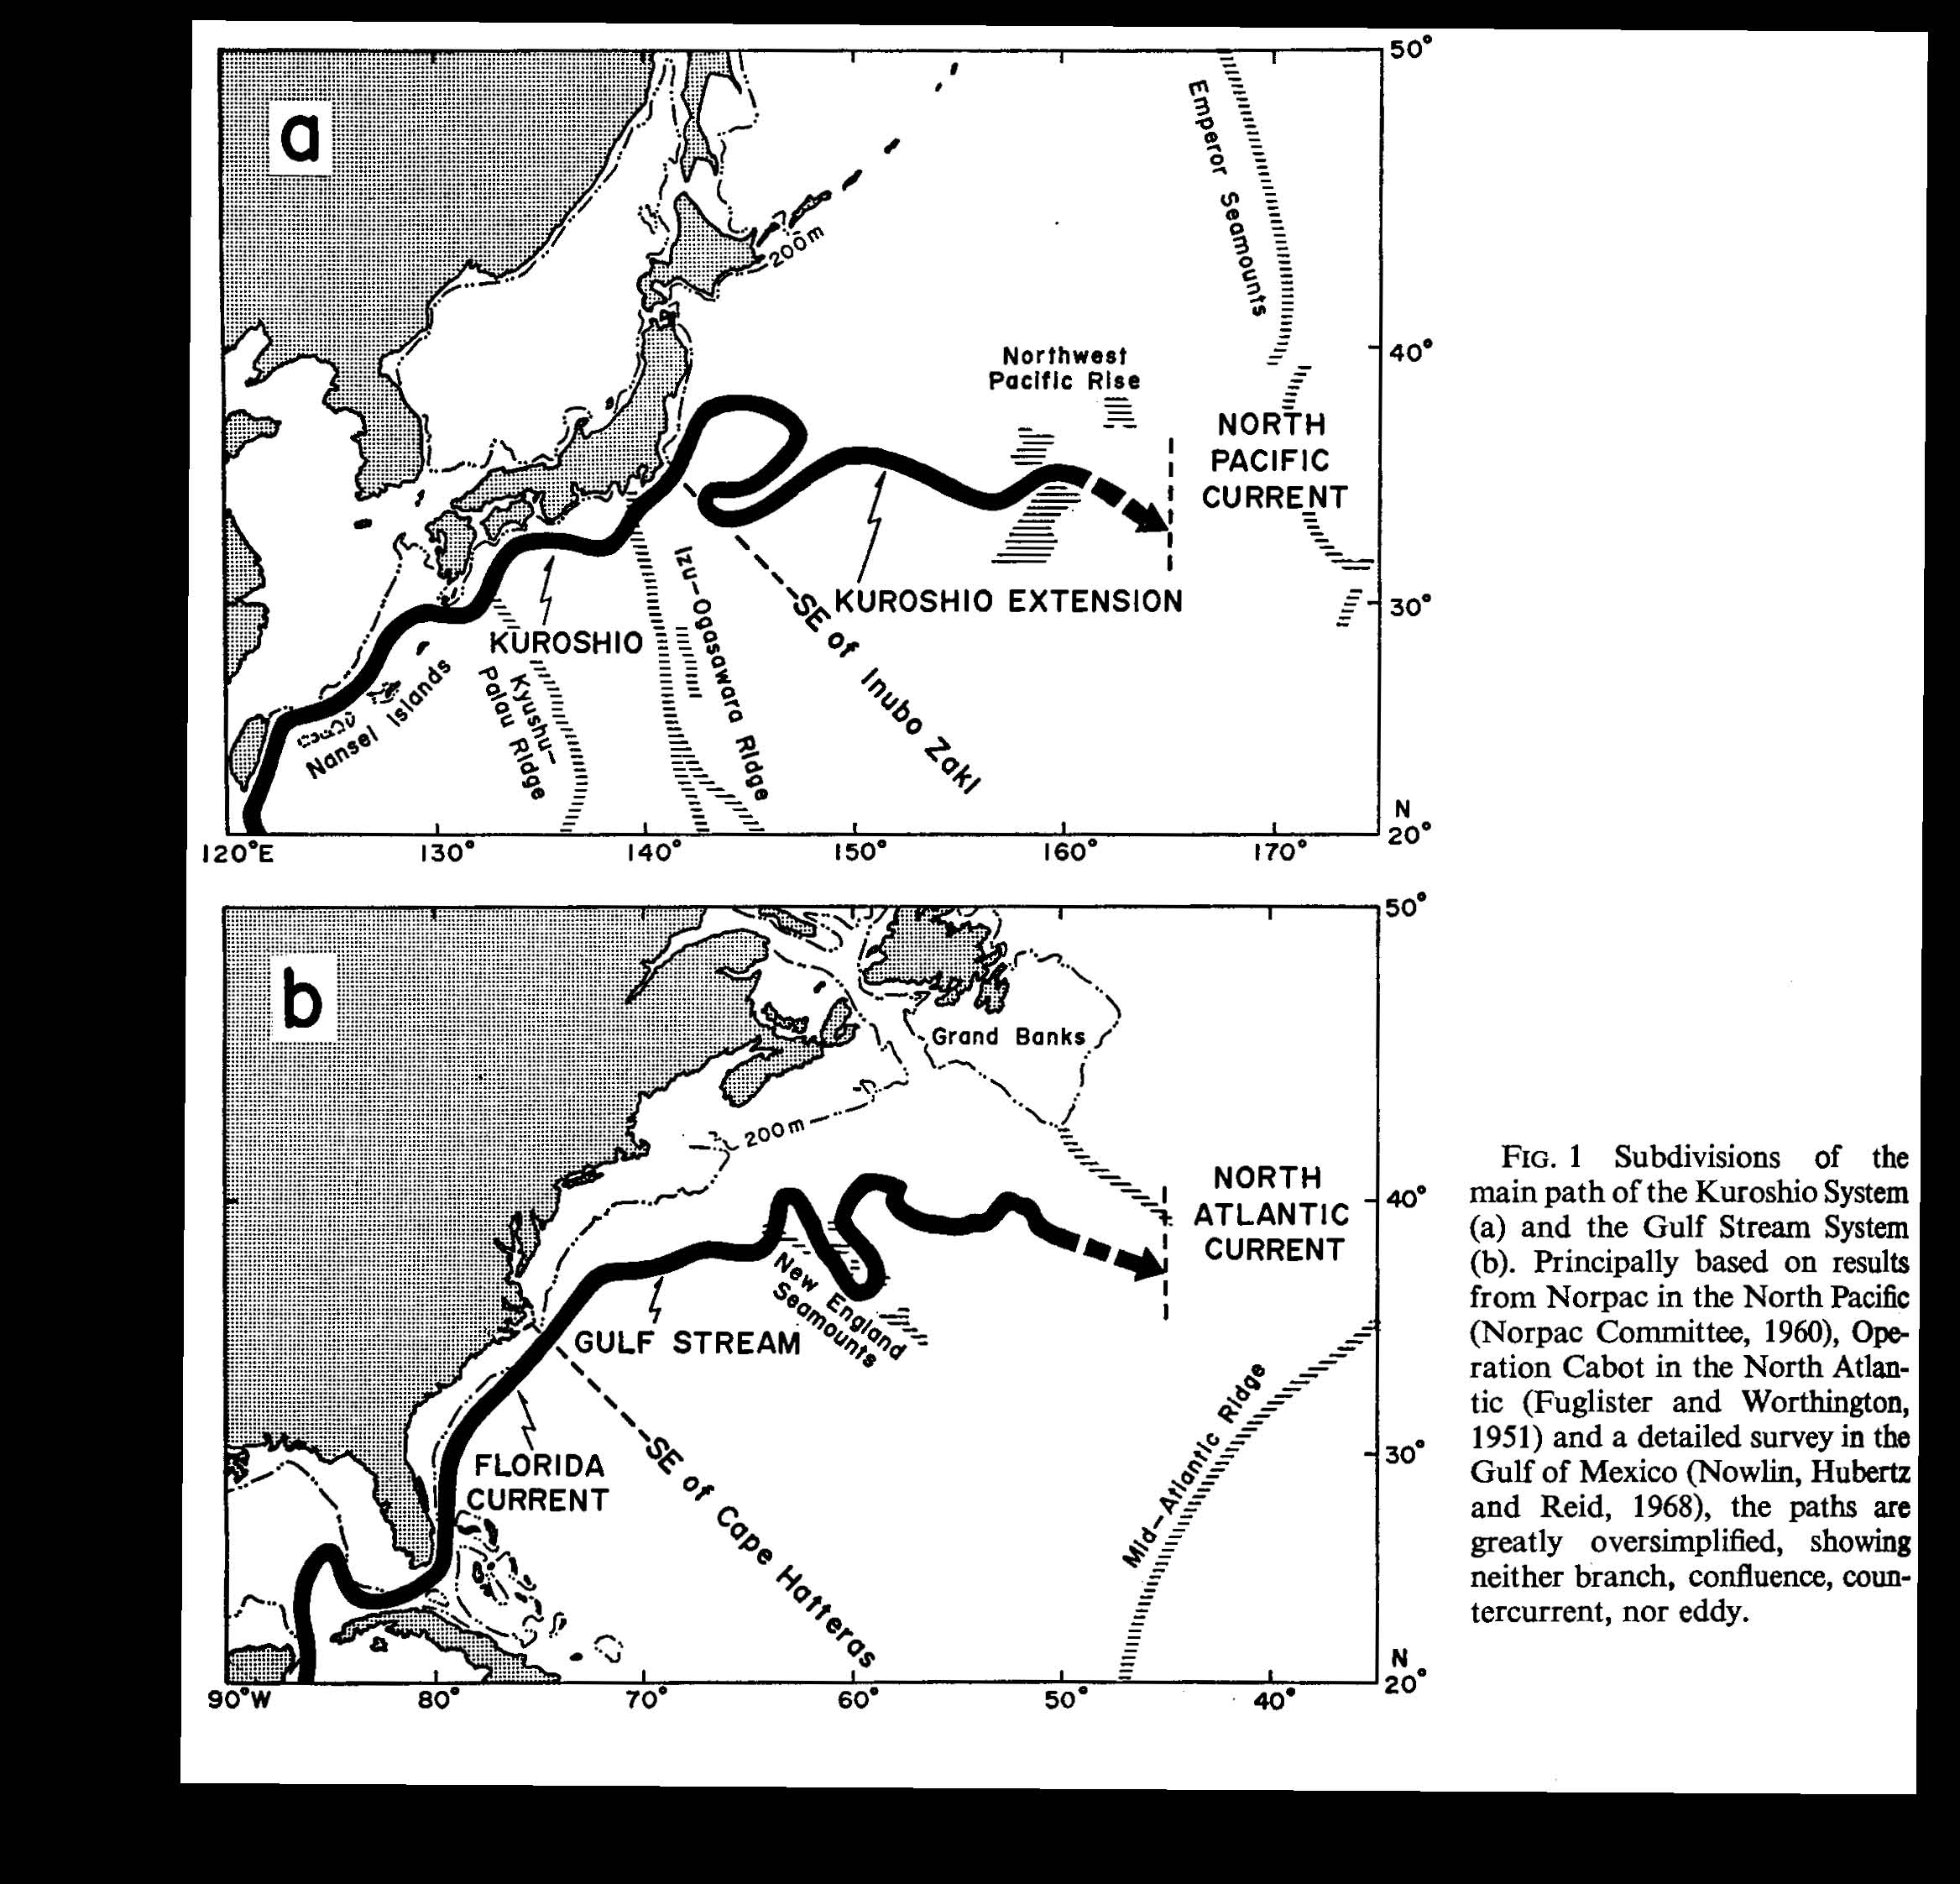 a
50°
Emperor Seamounts
200m
40°
Northwest
Pacific Rise
NORTH
PACIFIC
CURRENT
KUROSHIO EXTENSION
30°
KUROSHIO
Izu-Ogasawara Ridge
SE of Inubo Zaki
Nansei Islands
Kyushu-
Palau Ridge
N
20°
120°E 130° 140° 150° 160° 170°
b
50°
Grand Banks
200m
NORTH
ATLANTIC
CURRENT
40°
New England
Seamounts
GULF STREAM
Mid-Atlantic Ridge
SE of Cape Hatteras
FLORIDA
CURRENT
30°
N
20°
90°W 80° 70° 60° 50° 40°
FIG. 1 Subdivisions of the
main path of the Kuroshio System
(a) and the Gulf Stream System
(b). Principally based on results
from Norpac in the North Pacific
(Norpac Committee, 1960), Ope-
ration Cabot in the North Atlan-
tic (Fuglister and Worthington,
1951) and a detailed survey in the
Gulf of Mexico (Nowlin, Hubertz
and Reid, 1968), the paths are
greatly oversimplified, showing
neither branch, confluence, coun-
tercurrent, nor eddy.